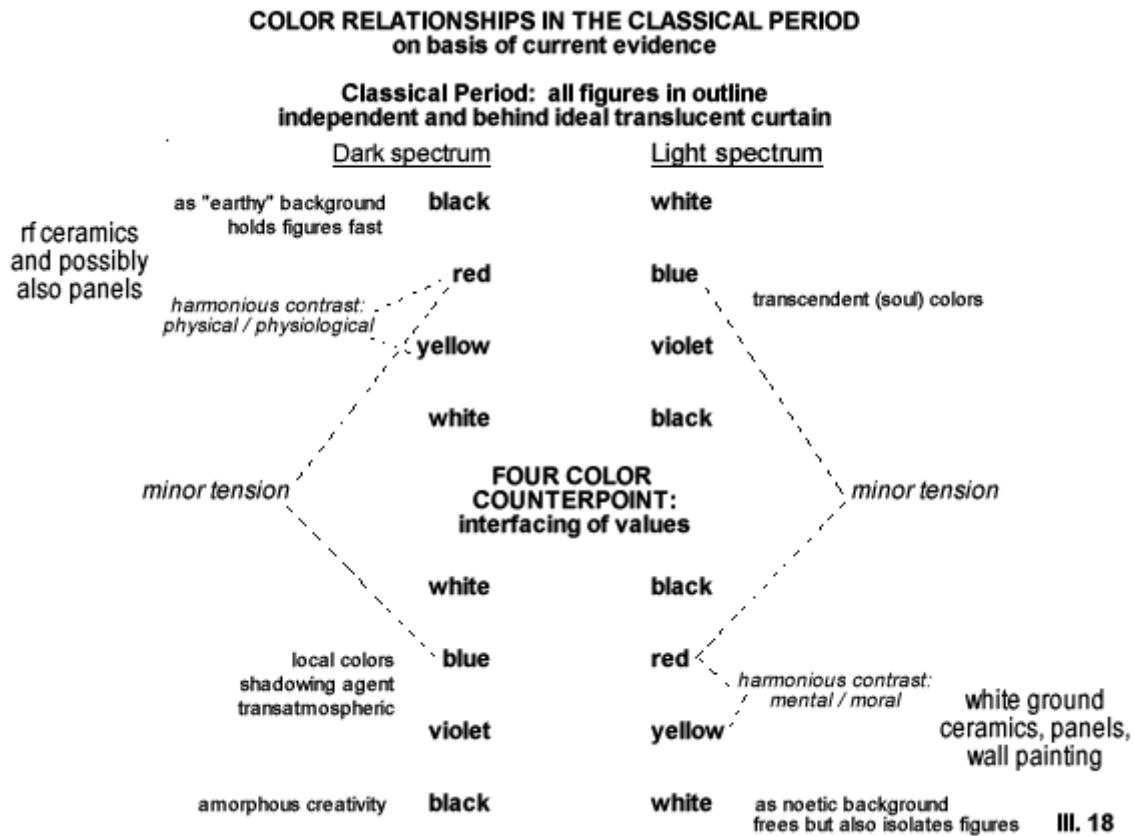 COLOR RELATIONSHIPS IN THE CLASSICAL PERIOD
on basis of current evidence
Classical Period: all figures in outline
independent and behind ideal translucent curtain
Dark spectrum
Light spectrum
as "earthy" background
holds figures fast
black
white
rf ceramics
and possibly
also panels
red
blue
harmonious contrast:
physical / physiological
transcendent (soul) colors
yellow
violet
white
black
minor tension
FOUR COLOR
COUNTERPOINT:
interfacing of values
minor tension
white
black
local colors
shadowing agent
transatmospheric
blue
red
harmonious contrast:
mental / moral
violet
yellow
white ground
ceramics, panels,
wall painting
amorphous creativity
black
white
as noetic background
frees but also isolates figures
III. 18